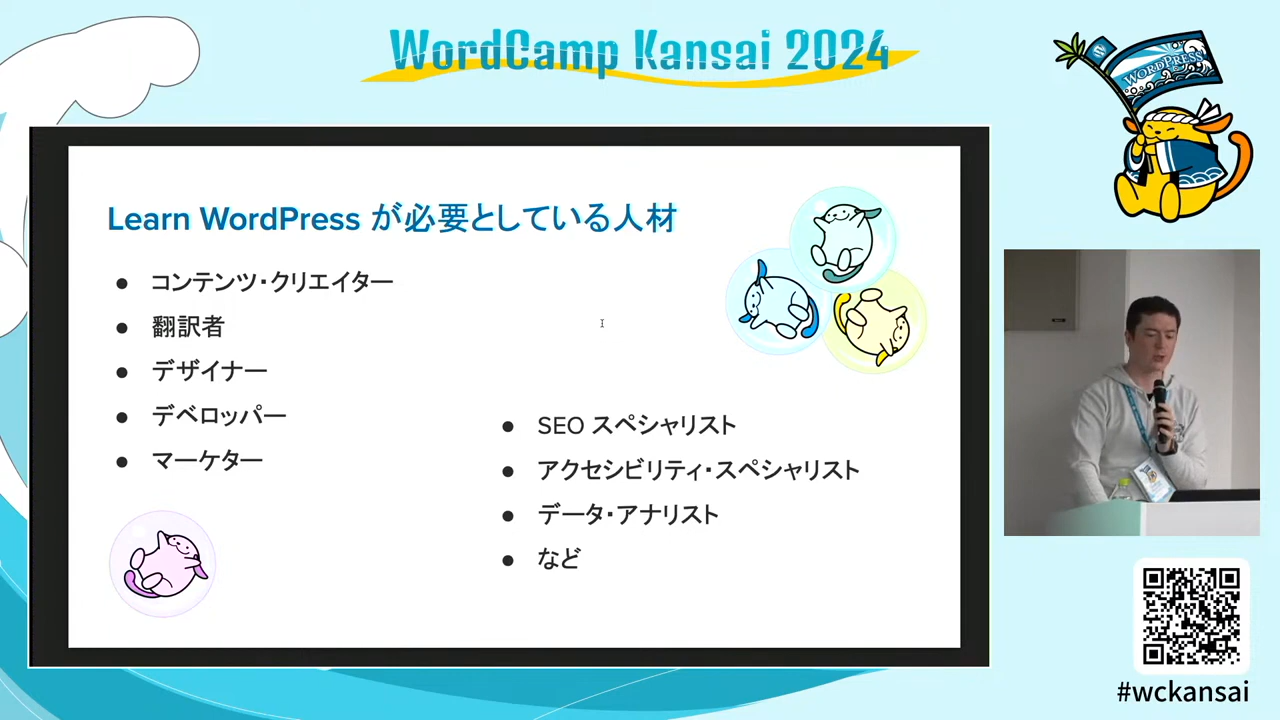 WordCamp Kansai 2024
WORDPRESS
Learn WordPress が必要としている人材
● コンテンツ・クリエイター
● 翻訳者
● デザイナー
● デベロッパー
● マーケター
● SEO スペシャリスト
● アクセシビリティ・スペシャリスト
● データ・アナリスト
● など
#wckansai